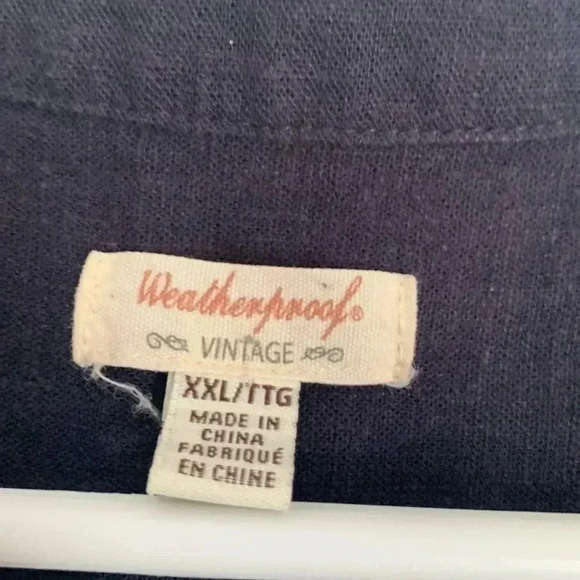 Weatherproof®
VINTAGE
XXL/TTG
MADE IN
CHINA
FABRIQUÉ
EN CHINE